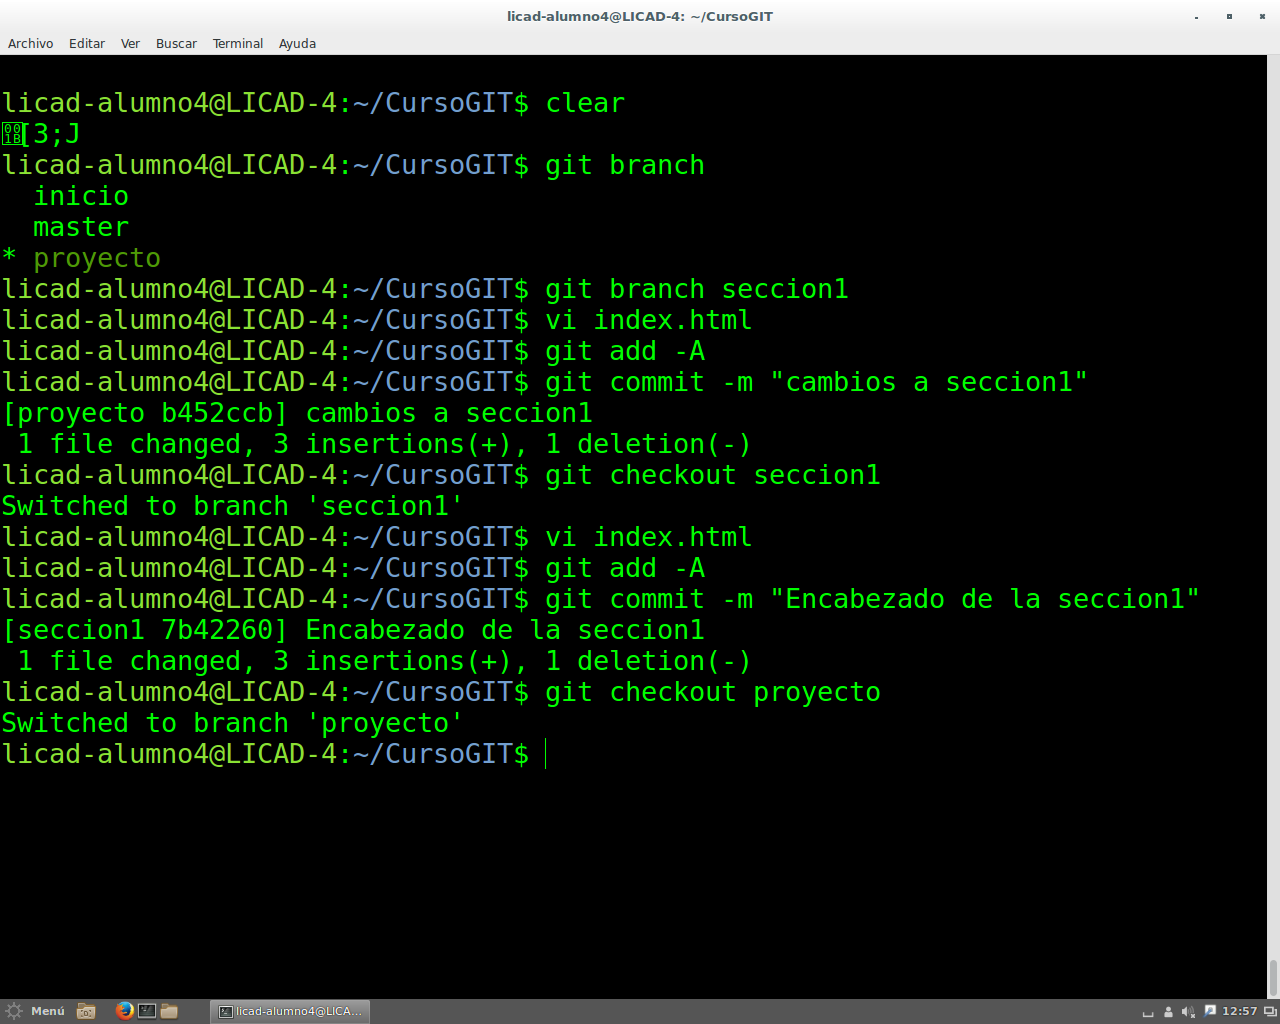 licad-alumno4@LICAD-4: ~/CursoGIT
Archivo Editar Ver Buscar Terminal Ayuda
licad-alumno4@LICAD-4:~/CursoGIT$ clear
[3;J
licad-alumno4@LICAD-4:~/CursoGIT$ git branch
  inicio
  master
* proyecto
licad-alumno4@LICAD-4:~/CursoGIT$ git branch seccion1
licad-alumno4@LICAD-4:~/CursoGIT$ vi index.html
licad-alumno4@LICAD-4:~/CursoGIT$ git add -A
licad-alumno4@LICAD-4:~/CursoGIT$ git commit -m "cambios a seccion1"
[proyecto b452ccb] cambios a seccion1
 1 file changed, 3 insertions(+), 1 deletion(-)
licad-alumno4@LICAD-4:~/CursoGIT$ git checkout seccion1
Switched to branch 'seccion1'
licad-alumno4@LICAD-4:~/CursoGIT$ vi index.html
licad-alumno4@LICAD-4:~/CursoGIT$ git add -A
licad-alumno4@LICAD-4:~/CursoGIT$ git commit -m "Encabezado de la seccion1"
[seccion1 7b42260] Encabezado de la seccion1
 1 file changed, 3 insertions(+), 1 deletion(-)
licad-alumno4@LICAD-4:~/CursoGIT$ git checkout proyecto
Switched to branch 'proyecto'
licad-alumno4@LICAD-4:~/CursoGIT$
Menú licad-alumno4@LICA... 12:57